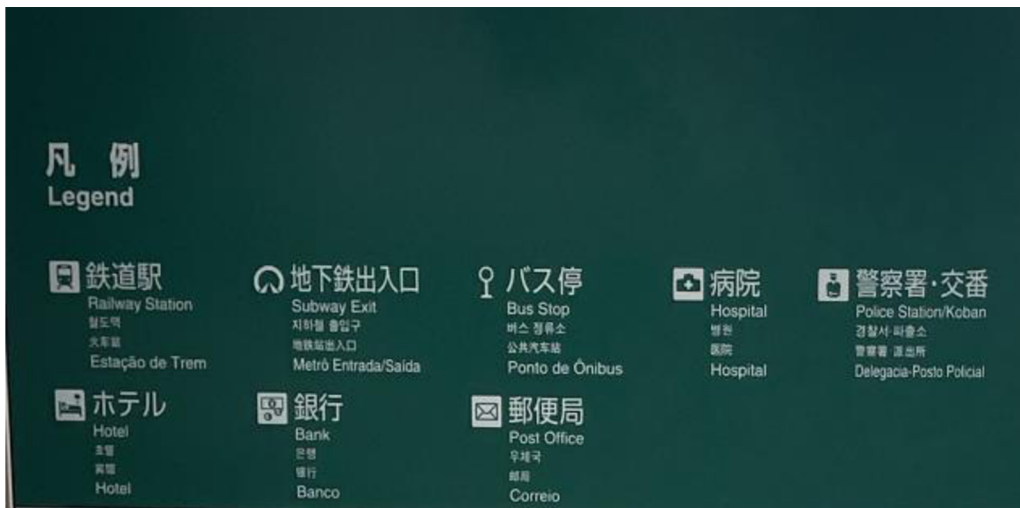 凡 例
Legend
鉄道駅
Railway Station
철도역
火车站
Estação de Trem
地下鉄出入口
Subway Exit
지하철 출입구
地铁站出入口
Metrô Entrada/Saída
バス停
Bus Stop
버스 정류소
公共汽车站
Ponto de Ônibus
病院
Hospital
병원
医院
Hospital
警察署・交番
Police Station/Koban
경찰서·파출소
警察署·派出所
Delegacia-Posto Policial
ホテル
Hotel
호텔
宾馆
Hotel
銀行
Bank
은행
银行
Banco
郵便局
Post Office
우체국
邮局
Correio